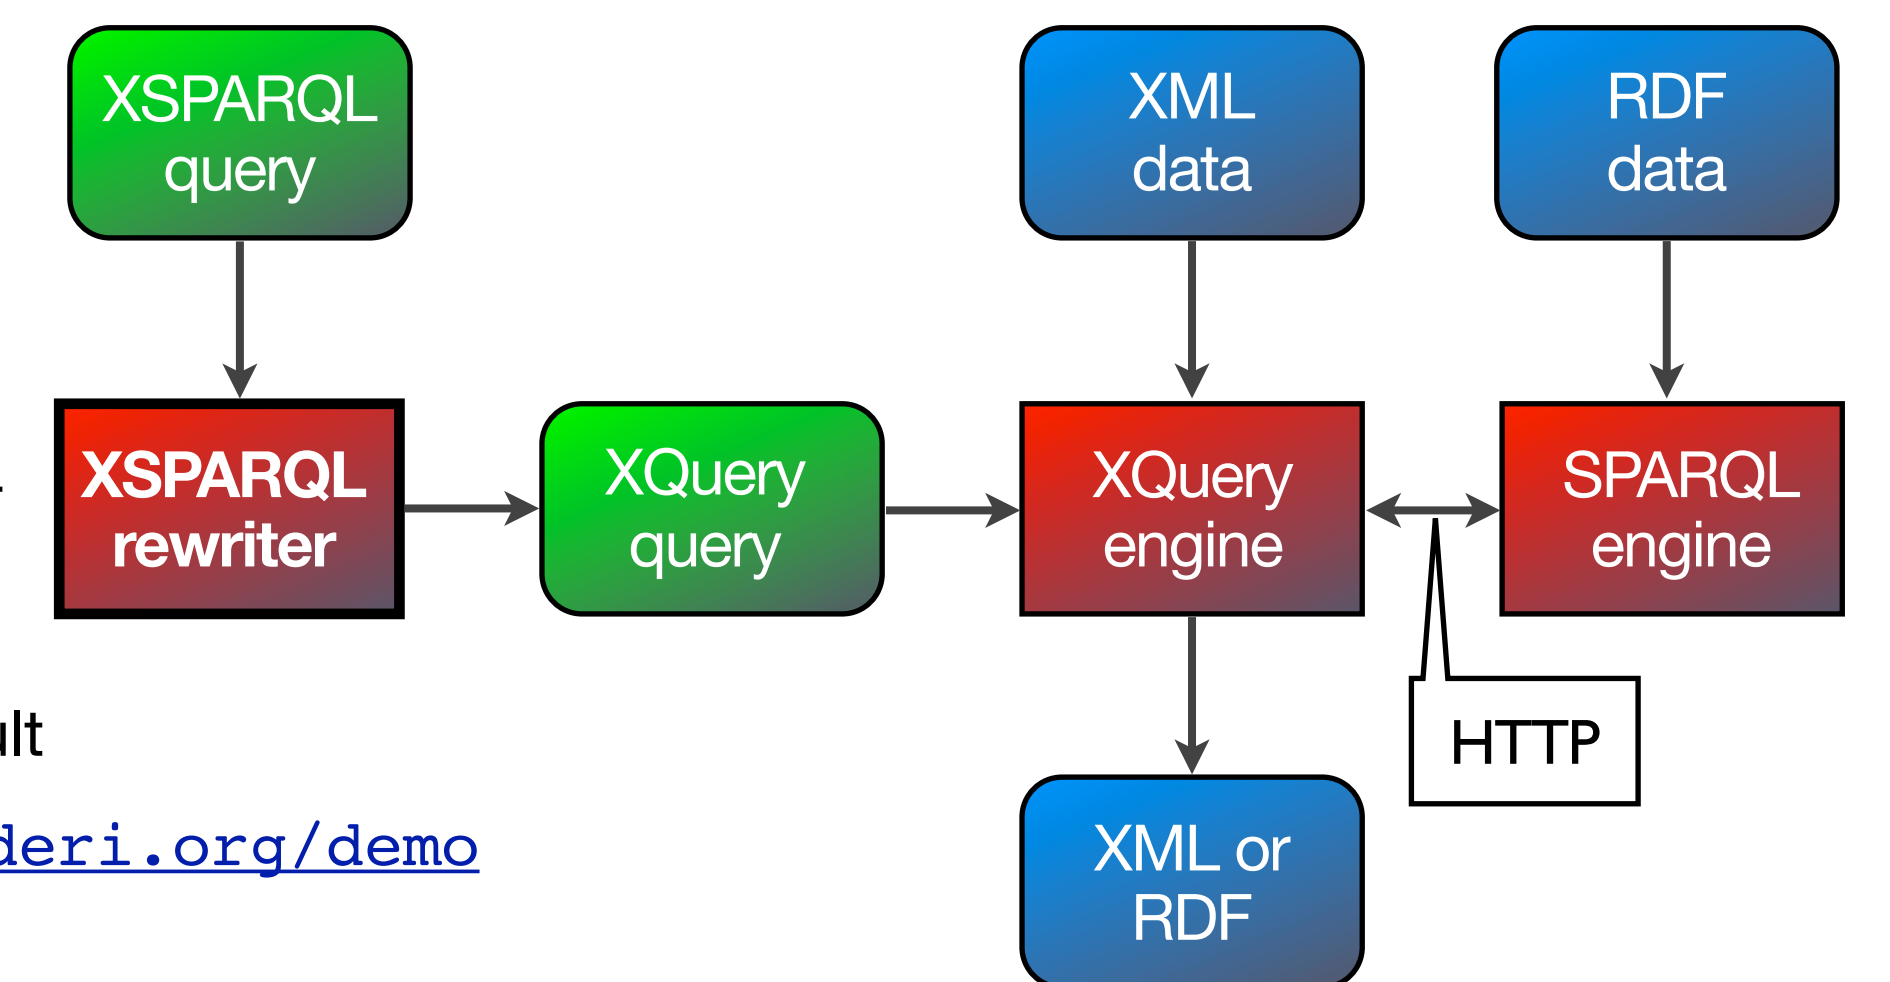 XSPARQL
query
XML
data
RDF
data
XSPARQL
rewriter
XQuery
query
XQuery
engine
SPARQL
engine
HTTP
XML or
RDF
deri.org/demo